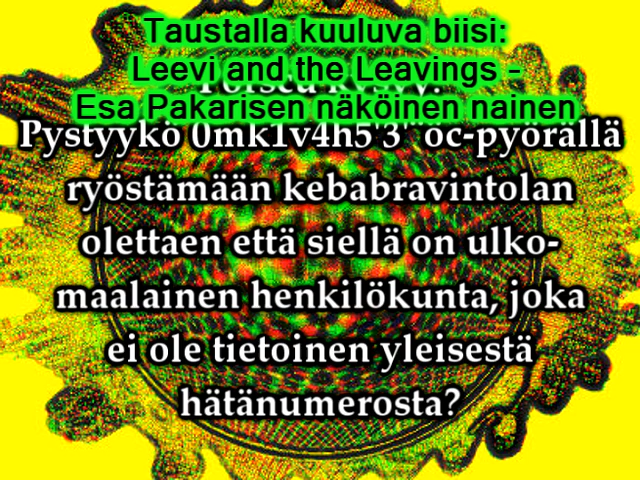 Taustalla kuuluva biisi:
Leevi and the Leavings -
Esa Pakarisen näköinen nainen
Pystyykö 0mk1v4h5'3" öc-pyörällä
ryöstämään kebabravintolan
olettaen että siellä on ulko-
maalainen henkilökunta, joka
ei ole tietoinen yleisestä
hätänumerosta?